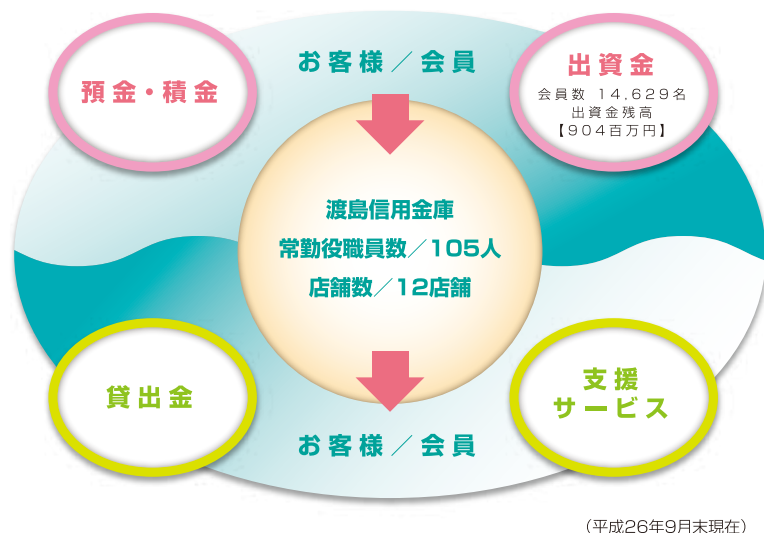 お客様／会員
預金・積金
出資金
会員数 14,629名
出資金残高
【904百万円】
渡島信用金庫
常勤役職員数／105人
店舗数／12店舗
貸出金
支援
サービス
お客様／会員
（平成26年9月末現在）